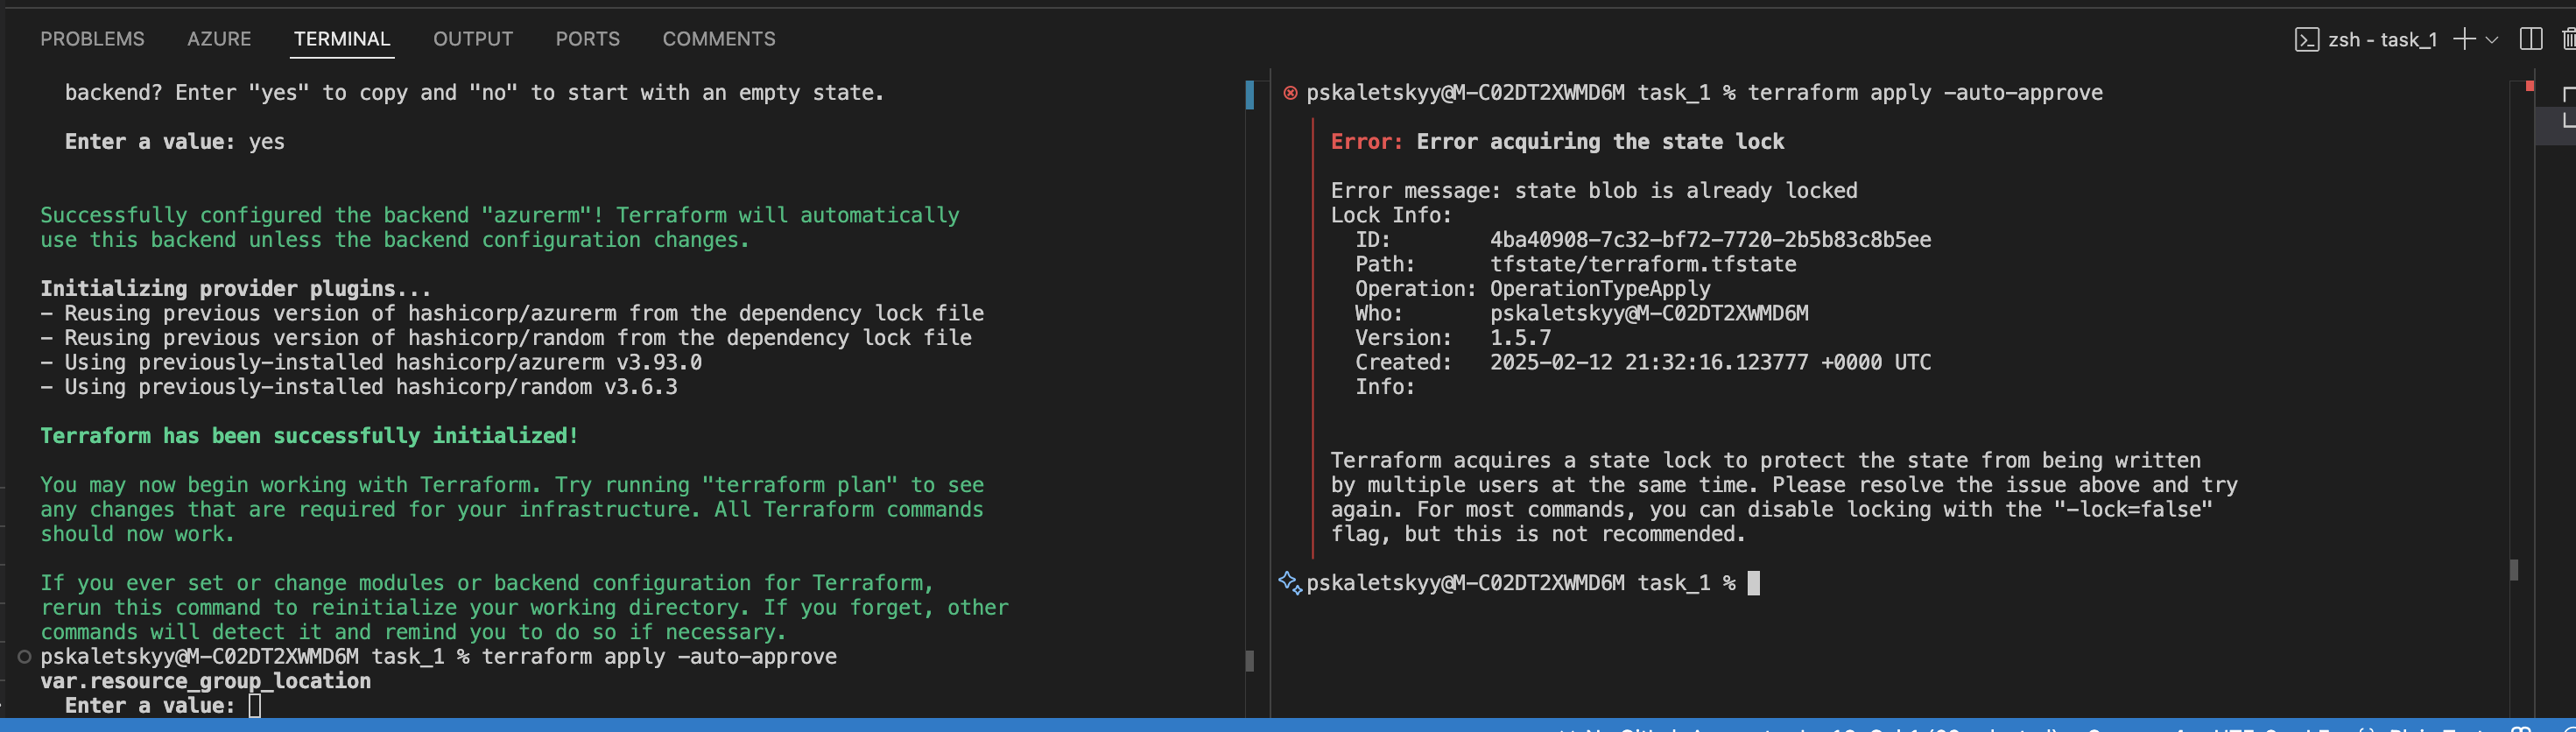 PROBLEMS AZURE TERMINAL OUTPUT PORTS COMMENTS
zsh - task_1
backend? Enter "yes" to copy and "no" to start with an empty state.
Enter a value: yes
Successfully configured the backend "azurerm"! Terraform will automatically
use this backend unless the backend configuration changes.
Initializing provider plugins...
- Reusing previous version of hashicorp/azurerm from the dependency lock file
- Reusing previous version of hashicorp/random from the dependency lock file
- Using previously-installed hashicorp/azurerm v3.93.0
- Using previously-installed hashicorp/random v3.6.3
Terraform has been successfully initialized!
You may now begin working with Terraform. Try running "terraform plan" to see
any changes that are required for your infrastructure. All Terraform commands
should now work.
If you ever set or change modules or backend configuration for Terraform,
rerun this command to reinitialize your working directory. If you forget, other
commands will detect it and remind you to do so if necessary.
pskaletskyy@M-C02DT2XWMD6M task_1 % terraform apply -auto-approve
var.resource_group_location
Enter a value:
pskaletskyy@M-C02DT2XWMD6M task_1 % terraform apply -auto-approve
Error: Error acquiring the state lock
Error message: state blob is already locked
Lock Info:
ID: 4ba40908-7c32-bf72-7720-2b5b83c8b5ee
Path: tfstate/terraform.tfstate
Operation: OperationTypeApply
Who: pskaletskyy@M-C02DT2XWMD6M
Version: 1.5.7
Created: 2025-02-12 21:32:16.123777 +0000 UTC
Info:
Terraform acquires a state lock to protect the state from being written
by multiple users at the same time. Please resolve the issue above and try
again. For most commands, you can disable locking with the "-lock=false"
flag, but this is not recommended.
pskaletskyy@M-C02DT2XWMD6M task_1 %